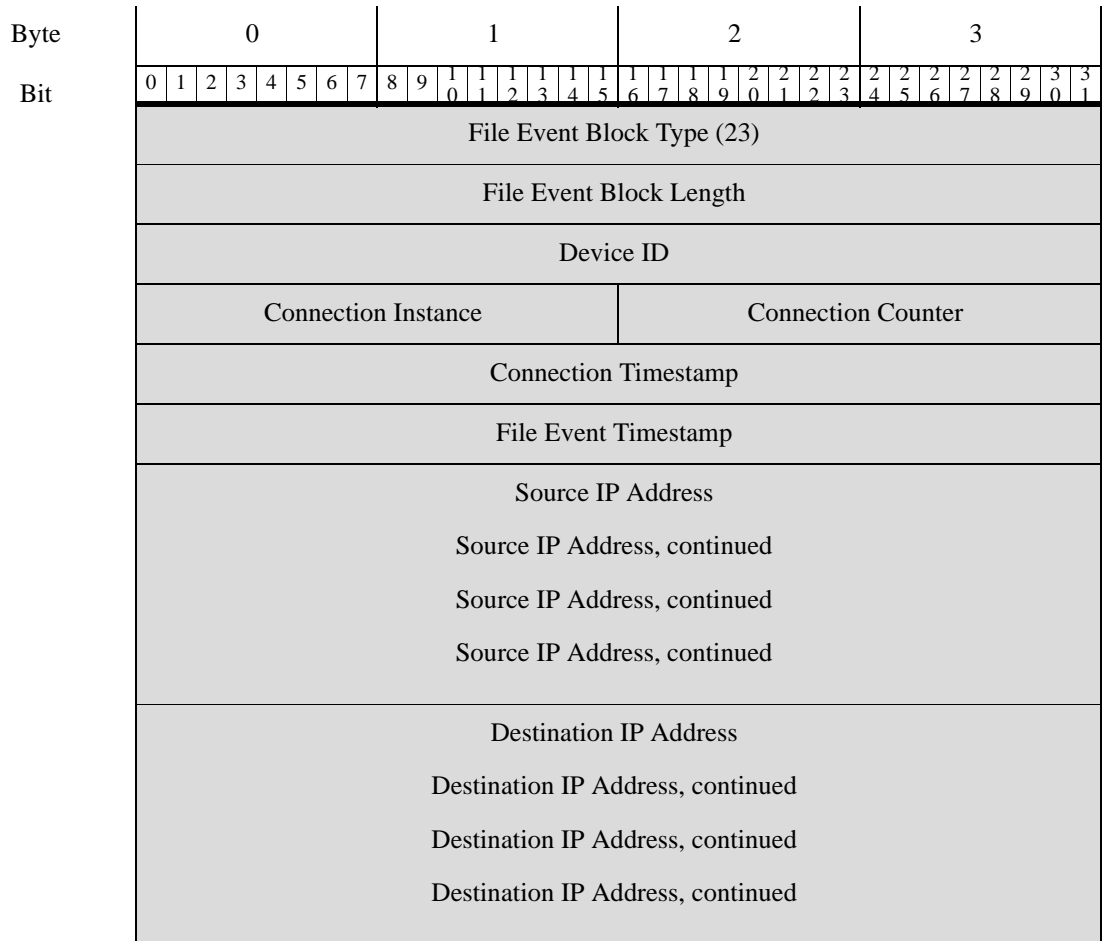 Byte 0 1 2 3
Bit 0 1 2 3 4 5 6 7 8 9 10 11 12 13 14 15 16 17 18 19 20 21 22 23 24 25 26 27 28 29 30 31
File Event Block Type (23)
File Event Block Length
Device ID
Connection Instance Connection Counter
Connection Timestamp
File Event Timestamp
Source IP Address
Source IP Address, continued
Source IP Address, continued
Source IP Address, continued
Destination IP Address
Destination IP Address, continued
Destination IP Address, continued
Destination IP Address, continued